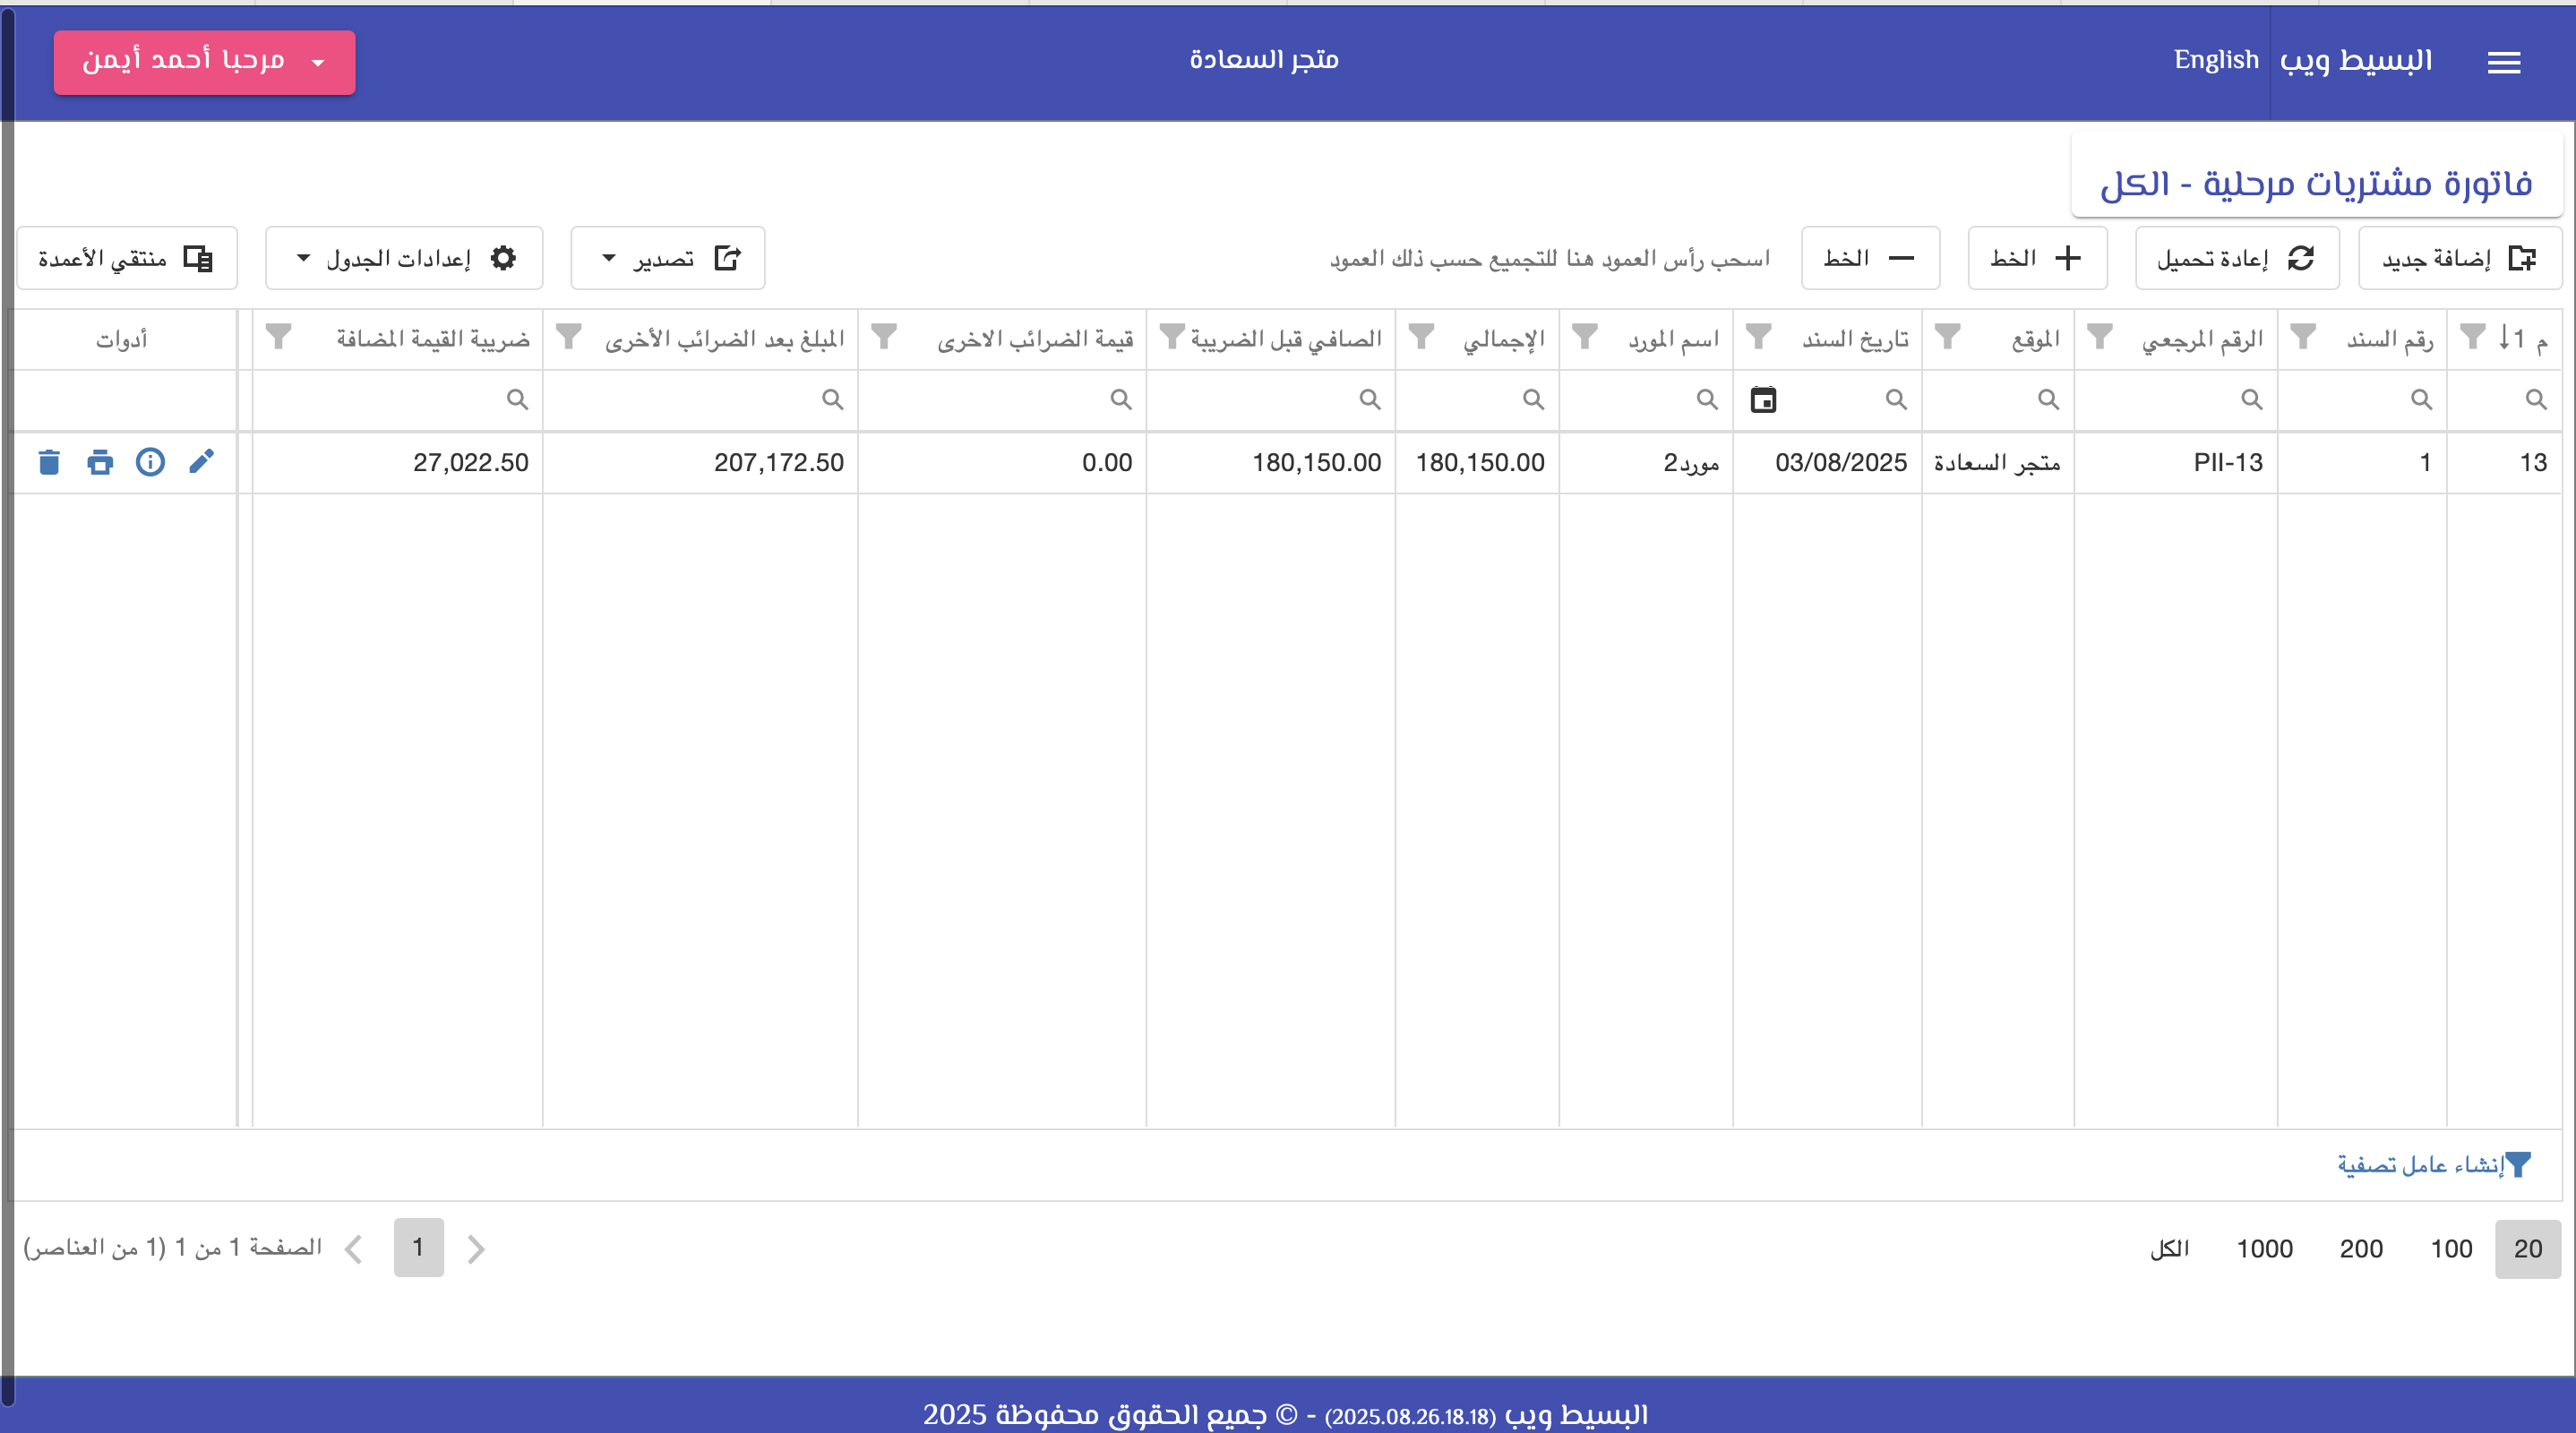 البسيط ويب English متجر السعادة مرحبا أحمد أيمن
فاتورة مشتريات مرحلية - الكل
إضافة جديد إعادة تحميل الخط الخط اسحب رأس العمود هنا للتجميع حسب ذلك العمود تصدير إعدادات الجدول منتقي الأعمدة
م 1 رقم السند الرقم المرجعي الموقع تاريخ السند اسم المورد الإجمالي الصافي قبل الضريبة قيمة الضرائب الاخرى المبلغ بعد الضرائب الأخرى ضريبة القيمة المضافة أدوات
13 1 PII-13 متجر السعادة 03/08/2025 مورد2 180,150.00 180,150.00 0.00 207,172.50 27,022.50
إنشاء عامل تصفية
20 100 200 1000 الكل 1 الصفحة 1 من 1 (1 من العناصر)
البسيط ويب (2025.08.26.18.18) - © جميع الحقوق محفوظة 2025